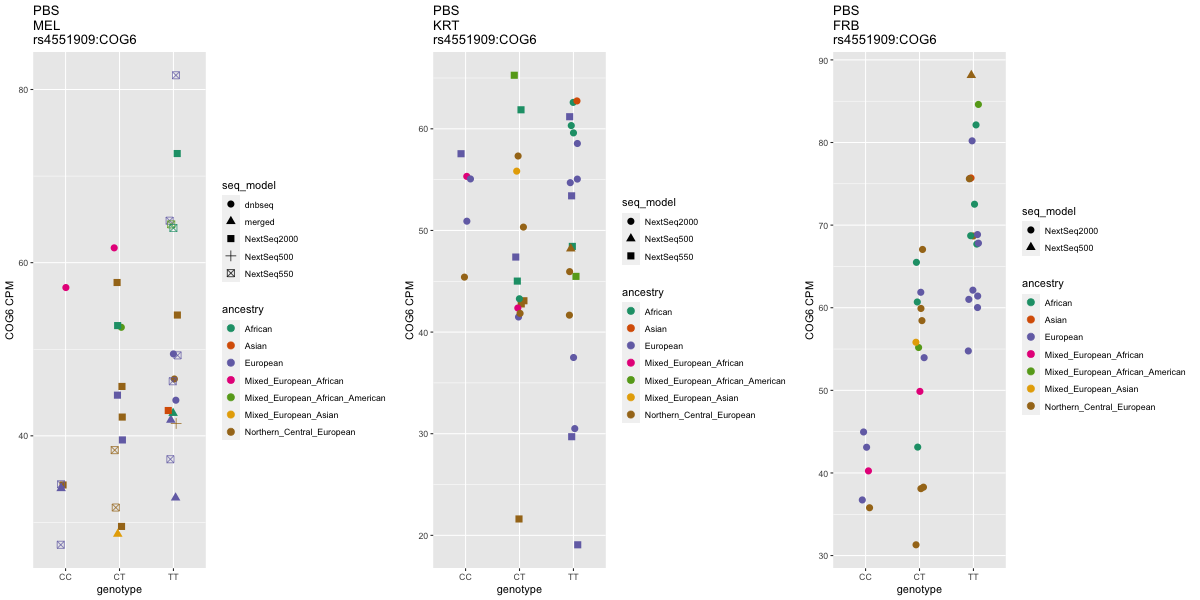 PBS
MEL
rs4551909:COG6
80
60
40
COG6 CPM
CC
CT
TT
genotype
seq_model
dnbseq
merged
NextSeq2000
NextSeq500
NextSeq550
ancestry
African
Asian
European
Mixed_European_African
Mixed_European_African_American
Mixed_European_Asian
Northern_Central_European
PBS
KRT
rs4551909:COG6
60
50
40
30
20
COG6 CPM
CC
CT
TT
genotype
seq_model
NextSeq2000
NextSeq500
NextSeq550
ancestry
African
Asian
European
Mixed_European_African
Mixed_European_African_American
Mixed_European_Asian
Northern_Central_European
PBS
FRB
rs4551909:COG6
90
80
70
60
50
40
30
COG6 CPM
CC
CT
TT
genotype
seq_model
NextSeq2000
NextSeq500
ancestry
African
Asian
European
Mixed_European_African
Mixed_European_African_American
Mixed_European_Asian
Northern_Central_European